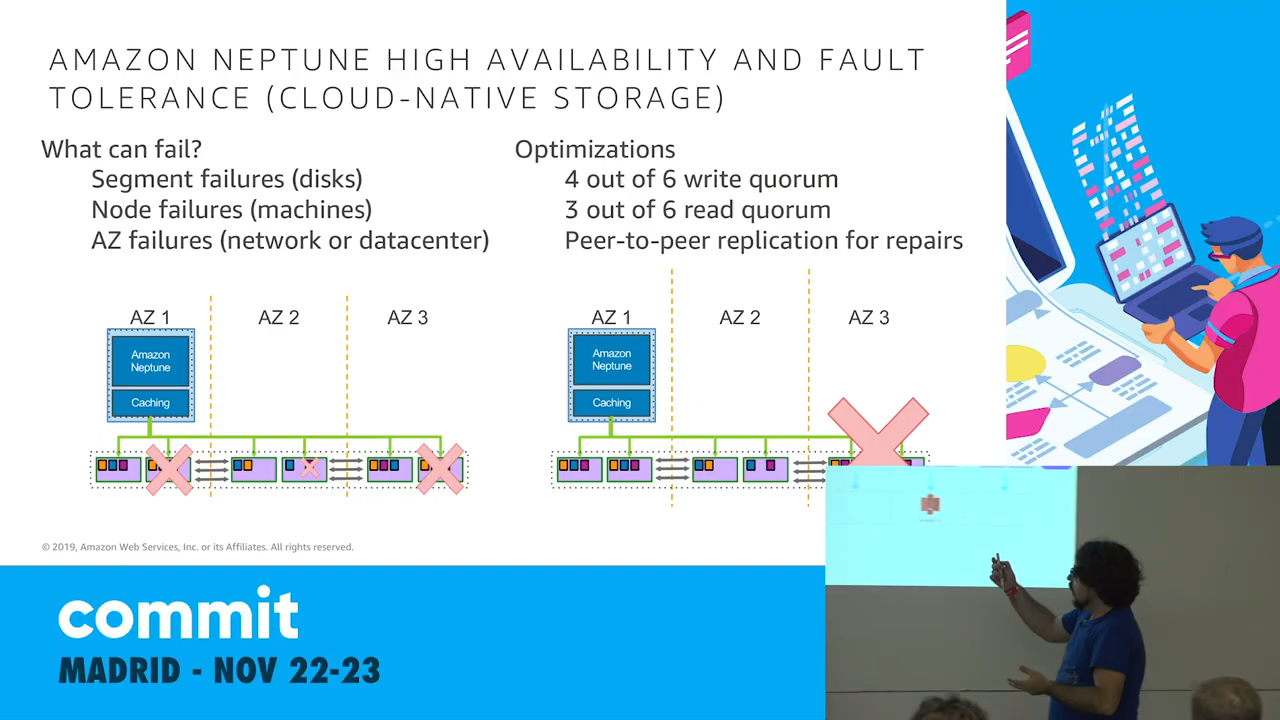 AMAZON NEPTUNE HIGH AVAILABILITY AND FAULT
TOLERANCE (CLOUD-NATIVE STORAGE)
What can fail?
Segment failures (disks)
Node failures (machines)
AZ failures (network or datacenter)
Optimizations
4 out of 6 write quorum
3 out of 6 read quorum
Peer-to-peer replication for repairs
AZ 1
AZ 2
AZ 3
Amazon
Neptune
Caching
AZ 1
AZ 2
AZ 3
Amazon
Neptune
Caching
© 2019, Amazon Web Services, Inc. or its Affiliates. All rights reserved.
commit
MADRID - NOV 22-23